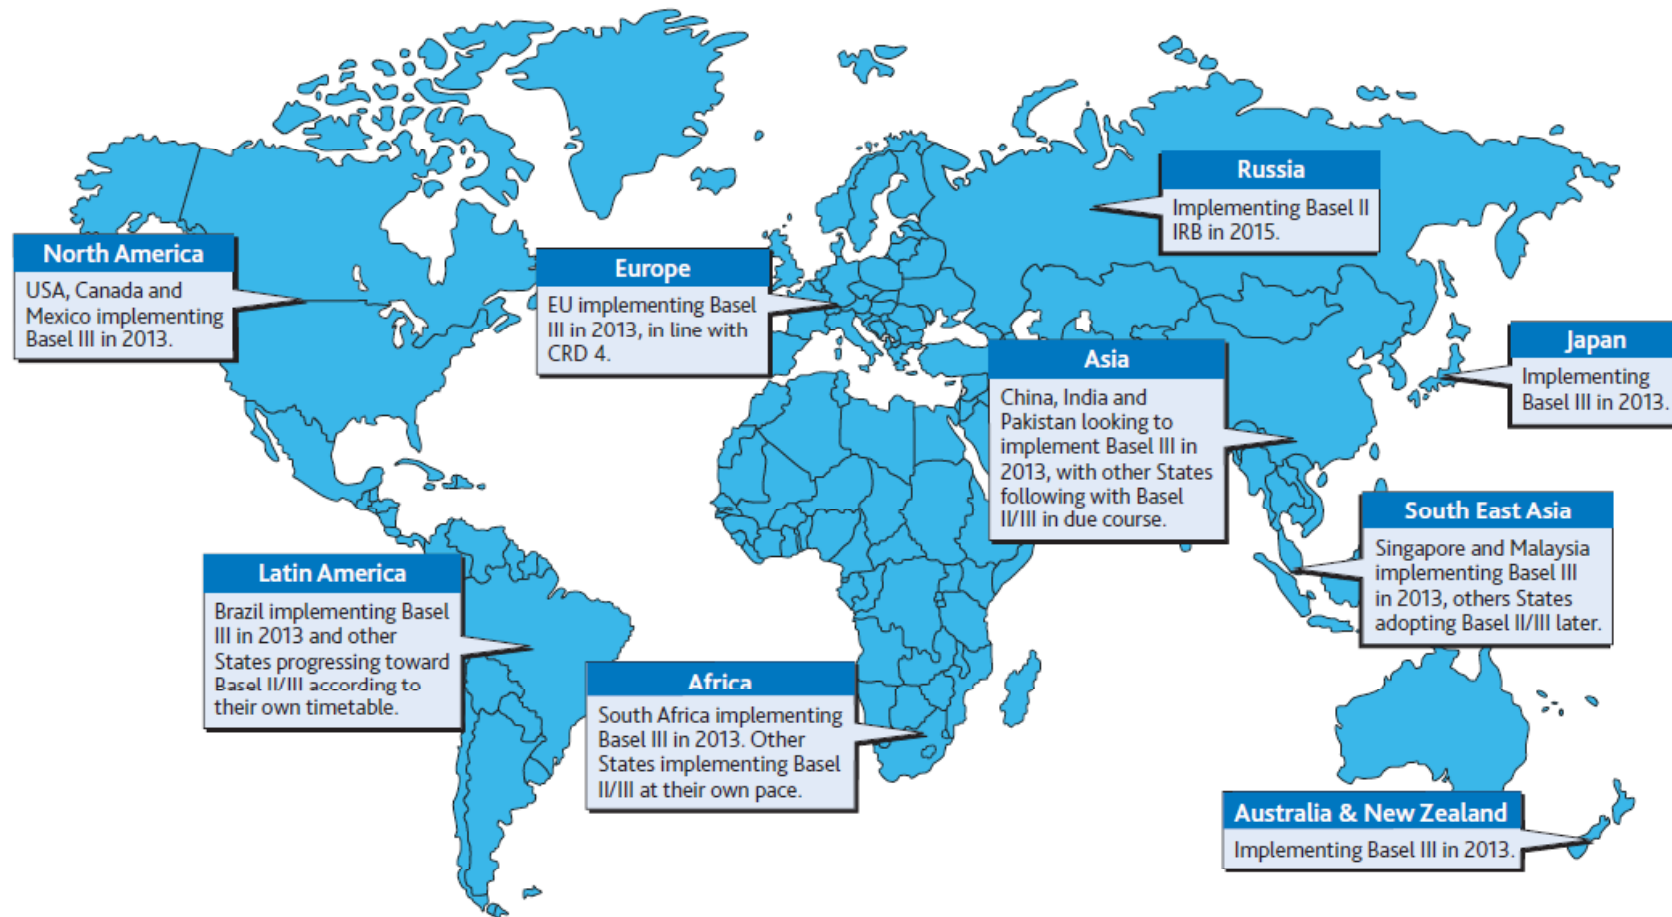 Russia
Implementing Basel II
IRB in 2015.
North America
USA, Canada and
Mexico implementing
Basel III in 2013.
Europe
EU implementing Basel
III in 2013, in line with
CRD 4.
Japan
Implementing
Basel III in 2013.
Asia
China, India and
Pakistan looking to
implement Basel III in
2013, with other States
following with Basel
II/III in due course.
South East Asia
Singapore and Malaysia
implementing Basel III
in 2013, others States
adopting Basel II/III later.
Latin America
Brazil implementing Basel
III in 2013 and other
States progressing toward
Basel II/III according to
their own timetable.
Africa
South Africa implementing
Basel III in 2013. Other
States implementing Basel
II/III at their own pace.
Australia & New Zealand
Implementing Basel III in 2013.